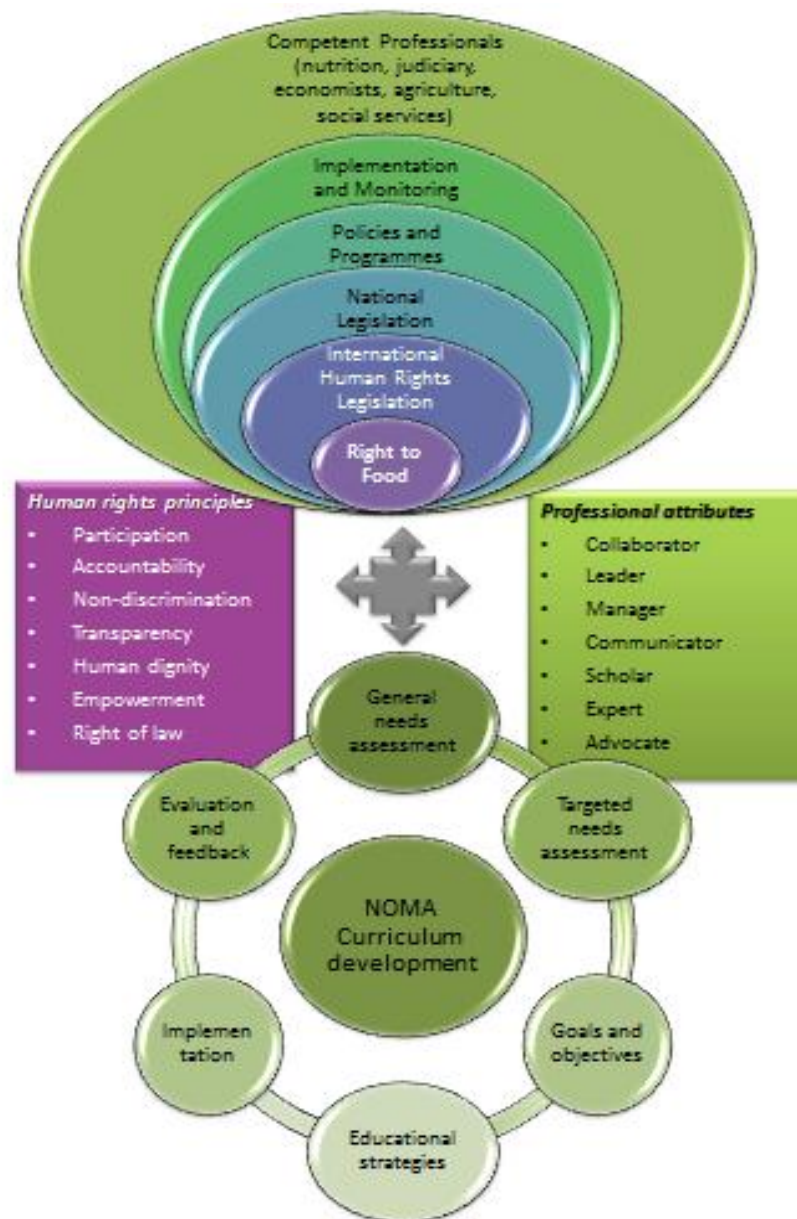 Competent Professionals
(nutrition, judiciary,
economists, agriculture,
social services)
Implementation
and Monitoring
Policies and
Programmes
National
Legislation
International
Human Rights
Legislation
Right to
Food
Human rights principles
• Participation
• Accountability
• Non-discrimination
• Transparency
• Human dignity
• Empowerment
• Right of law
Professional attributes
• Collaborator
• Leader
• Manager
• Communicator
• Scholar
• Expert
• Advocate
General
needs
assessment
Evaluation
and
feedback
Targeted
needs
assessment
NOMA
Curriculum
development
Implemen
tation
Goals and
objectives
Educational
strategies